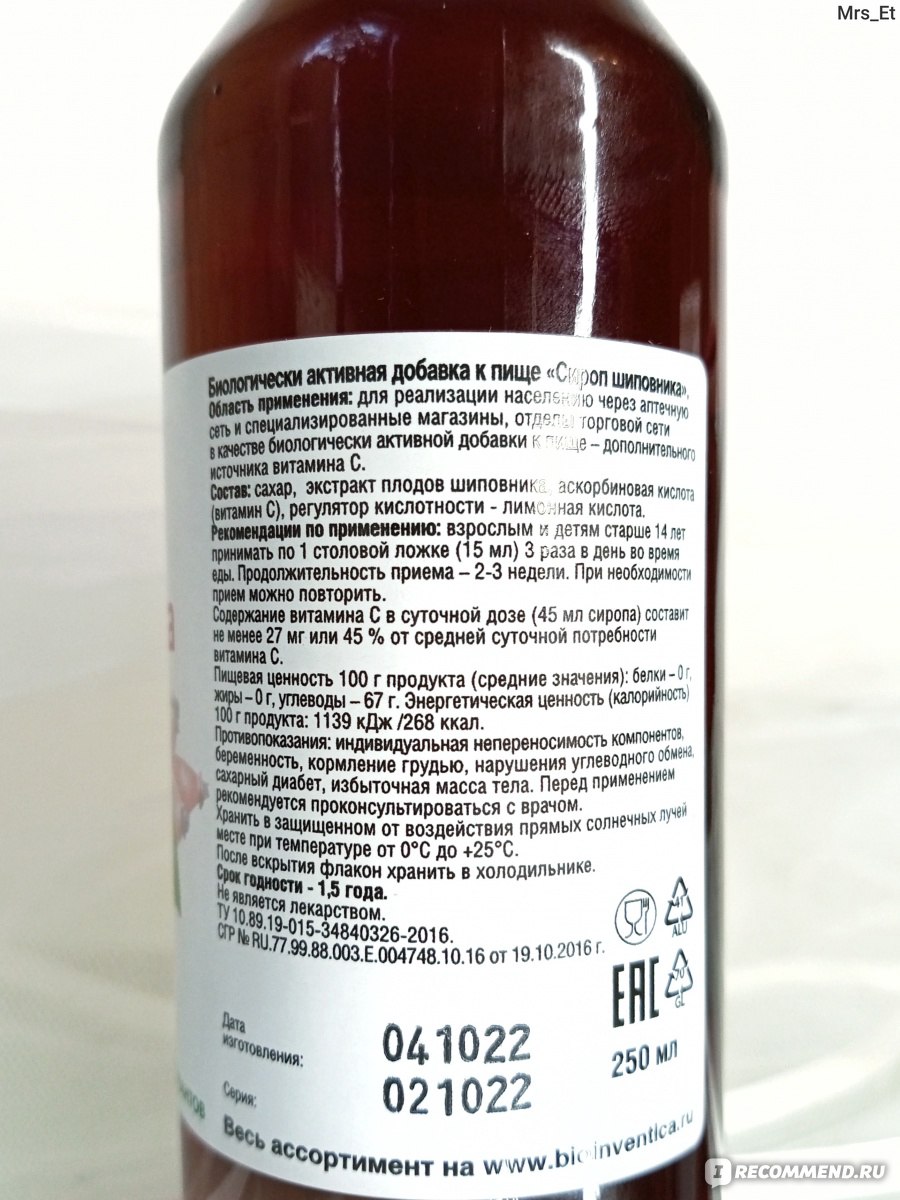 Mrs_Et
Биологически активная добавка к пище «Сироп шиповника».
Область применения: для реализации населению через аптечную
сеть и специализированные магазины, отделы торговой сети
в качестве биологически активной добавки к пище – дополнительного
источника витамина С.
Состав: сахар, экстракт плодов шиповника, аскорбиновая кислота
(витамин С), регулятор кислотности - лимонная кислота.
Рекомендации по применению: взрослым и детям старше 14 лет
принимать по 1 столовой ложке (15 мл) 3 раза в день во время
еды. Продолжительность приема – 2-3 недели. При необходимости
прием можно повторить.
Содержание витамина С в суточной дозе (45 мл сиропа) составит
не менее 27 мг или 45 % от средней суточной потребности
витамина С.
Пищевая ценность 100 г продукта (средние значения): белки – 0 г,
жиры – 0 г, углеводы – 67 г. Энергетическая ценность (калорийность)
100 г продукта: 1139 кДж /268 ккал.
Противопоказания: индивидуальная непереносимость компонентов,
беременность, кормление грудью, нарушения углеводного обмена,
сахарный диабет, избыточная масса тела. Перед применением
рекомендуется проконсультироваться с врачом.
Хранить в защищенном от воздействия прямых солнечных лучей
месте при температуре от 0°С до +25°С.
После вскрытия флакон хранить в холодильнике.
Срок годности - 1,5 года.
Не является лекарством.
ТУ 10.89.19-015-34840326-2016.
СГР № RU.77.99.88.003.Е.004748.10.16 от 19.10.2016 г.
41
ALU
EAC
70
GL
Дата
изготовления:
041022
250 мл
Серия:
021022
Весь ассортимент на www.bioinventica.ru
IRECOMMEND.RU